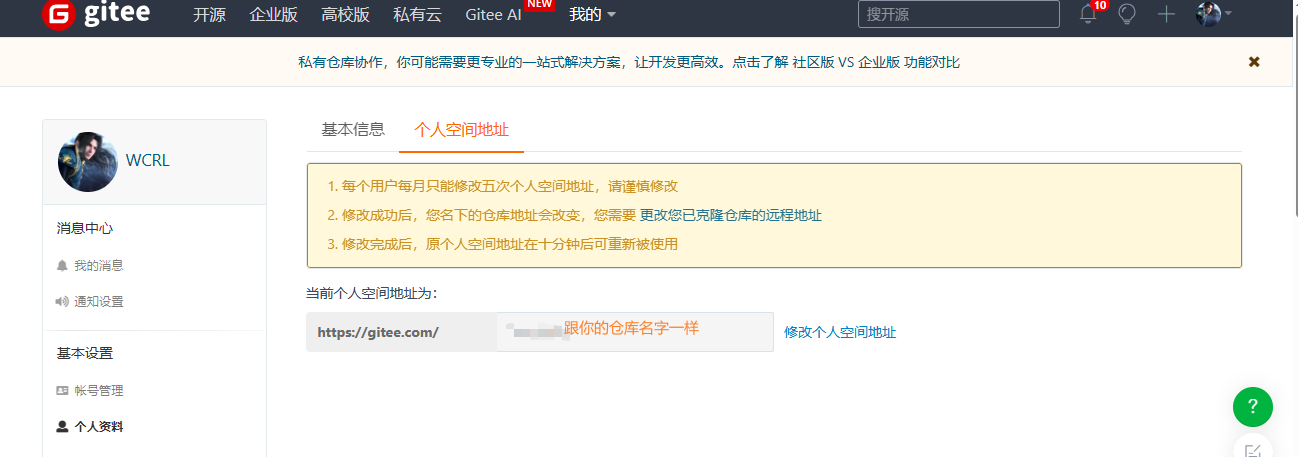 gitee 开源 企业版 高校版 私有云 Gitee AI NEW 我的 搜开源 10
私有仓库协作，你可能需要更专业的一站式解决方案，让开发更高效。点击了解 社区版 VS 企业版 功能对比
WCRL
消息中心
我的消息
通知设置
基本设置
帐号管理
个人资料
基本信息 个人空间地址
1. 每个用户每月只能修改五次个人空间地址，请谨慎修改
2. 修改成功后，您名下的仓库地址会改变，您需要 更改您已克隆仓库的远程地址
3. 修改完成后，原个人空间地址在十分钟后可重新被使用
当前个人空间地址为：
https://gitee.com/ 跟你的仓库名字一样 修改个人空间地址
?